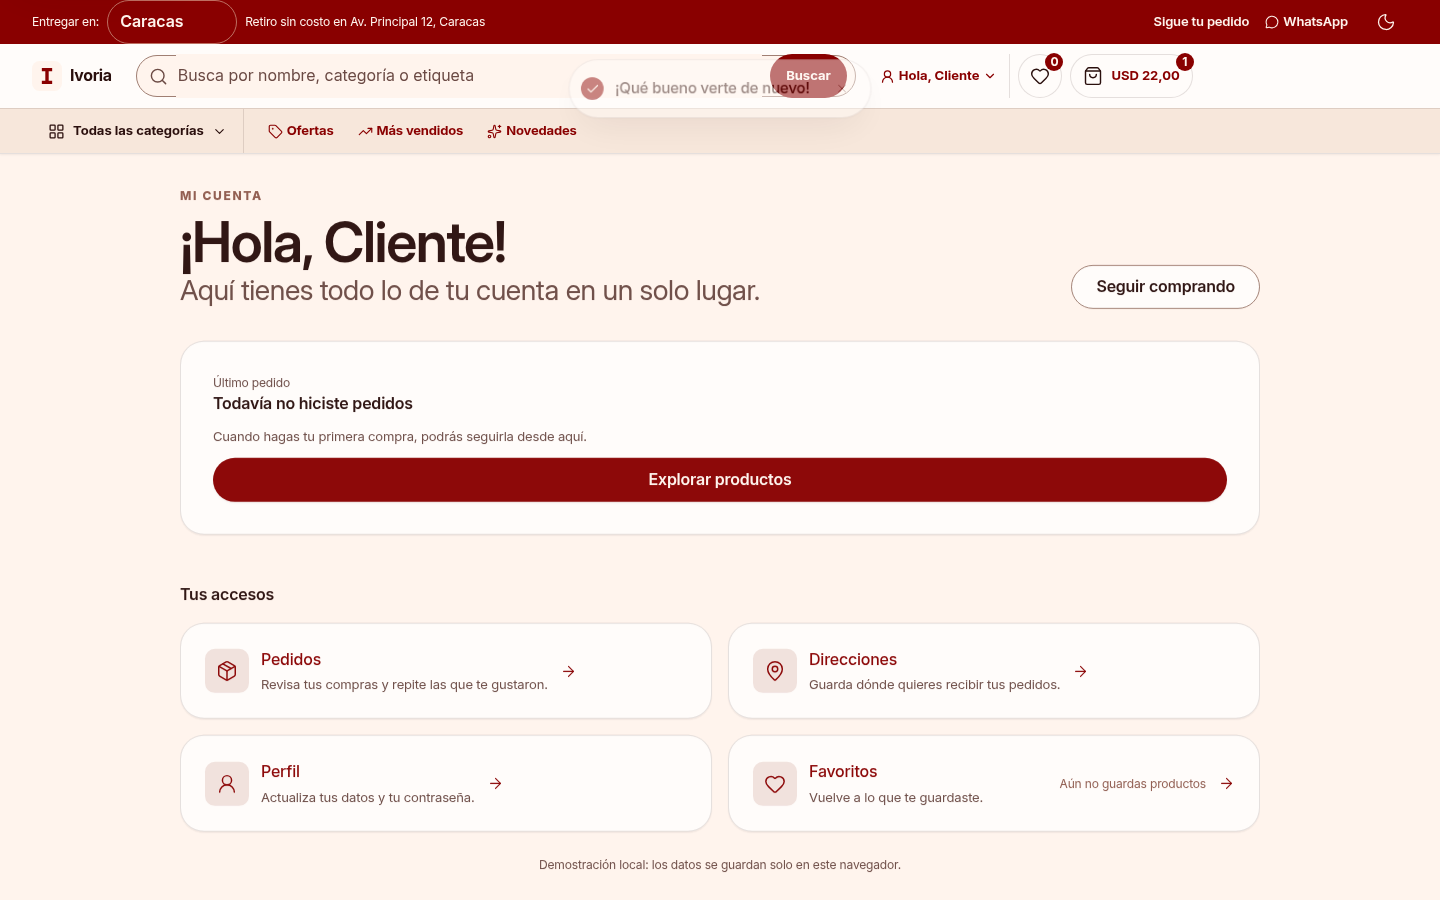 Entregar en: Caracas Retiro sin costo en Av. Principal 12, Caracas Sigue tu pedido WhatsApp
I Ivoria Busca por nombre, categoría o etiqueta Buscar Hola, Cliente 0 USD 22,00 1
¡Qué bueno verte de nuevo!
Todas las categorías Ofertas Más vendidos Novedades
MI CUENTA
¡Hola, Cliente!
Aquí tienes todo lo de tu cuenta en un solo lugar.
Seguir comprando
Último pedido
Todavía no hiciste pedidos
Cuando hagas tu primera compra, podrás seguirla desde aquí.
Explorar productos
Tus accesos
Pedidos
Revisa tus compras y repite las que te gustaron.
Direcciones
Guarda dónde quieres recibir tus pedidos.
Perfil
Actualiza tus datos y tu contraseña.
Favoritos
Vuelve a lo que te guardaste.
Aún no guardas productos
Demostración local: los datos se guardan solo en este navegador.